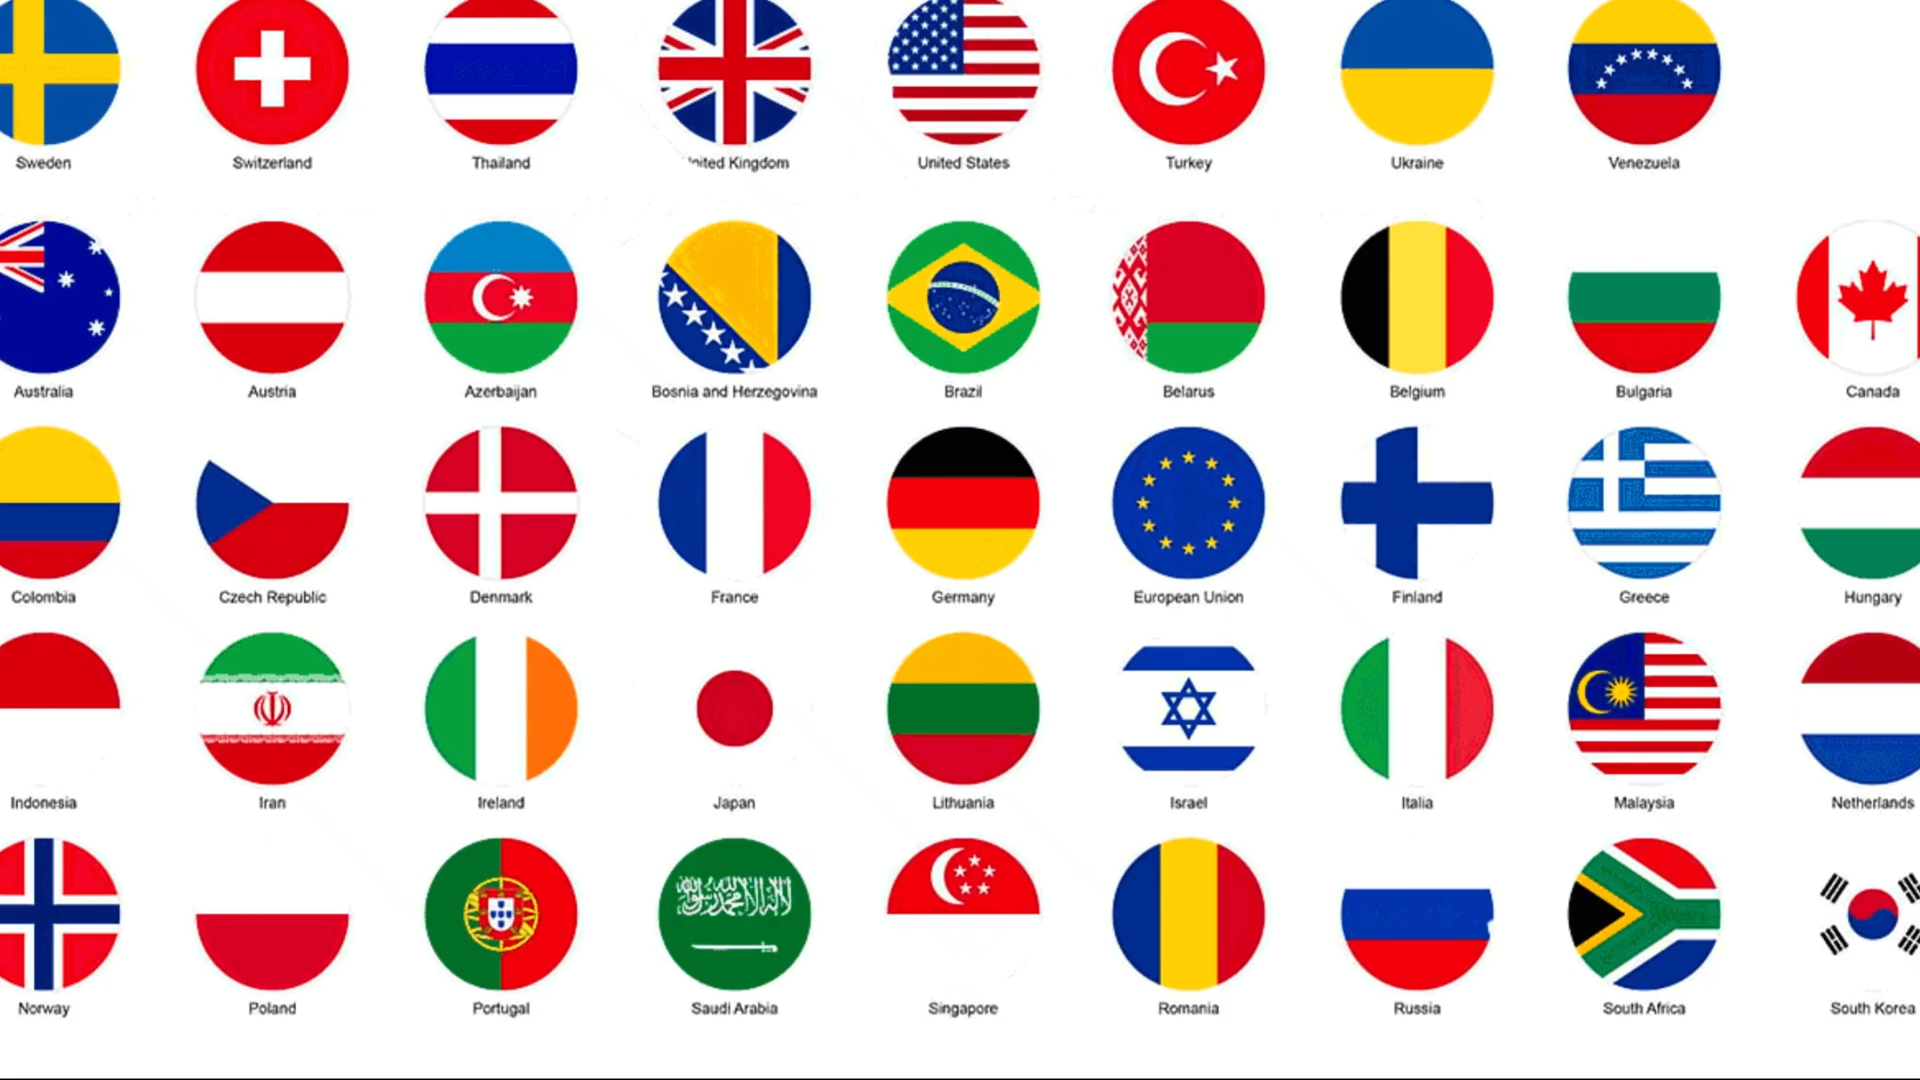 Sweden Switzerland Thailand United Kingdom United States Turkey Ukraine Venezuela
Australia Austria Azerbaijan Bosnia and Herzegovina Brazil Belarus Belgium Bulgaria Canada
Colombia Czech Republic Denmark France Germany European Union Finland Greece Hungary
Indonesia Iran Ireland Japan Lithuania Israel Italia Malaysia Netherlands
Norway Poland Portugal Saudi Arabia Singapore Romania Russia South Africa South Korea